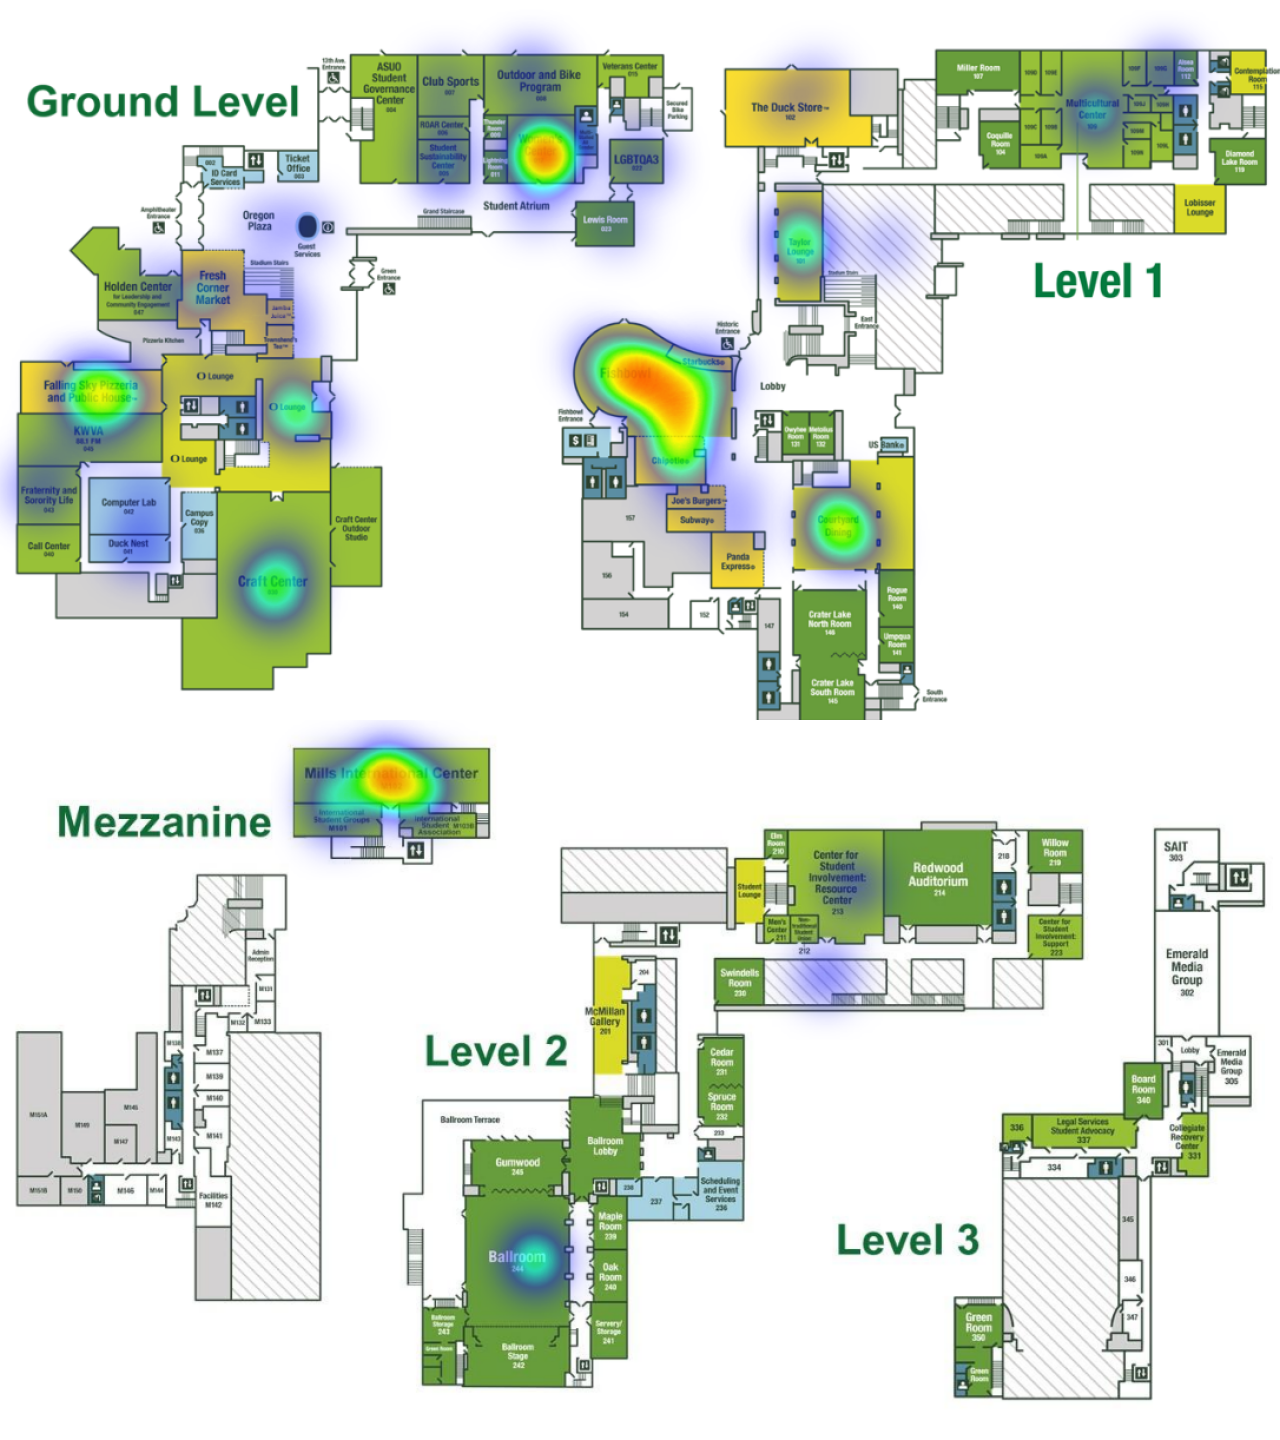 Ground Level
13th Ave.
Entrance
ASUO
Student
Governance
Center
004
Club Sports
007
Outdoor and Bike
Program
Veterans Center
015
ROAR Center
006
Student
Sustainability
Center
005
Thunder
Room
009
Lightning
Room
011
LGBTQA3
022
Secured
Bike
Parking
002
ID Card
Services
Ticket
Office
003
Amphitheater
Entrance
Oregon
Plaza
Grand Staircase
Student Atrium
Lewis Room
023
Guest
Services
Stadium Stairs
Green
Entrance
Holden Center
for Leadership and
Community Engagement
047
Fresh
Corner
Market
Pizzeria Kitchen
Falling Sky Pizzeria
and Public House
O Lounge
O Lounge
O Lounge
KWVA
88.1 FM
Fraternity and
Sorority Life
043
Call Center
040
Computer Lab
042
Duck Nest
041
Campus
Copy
036
Craft Center
Craft Center
Outdoor
Studio
Level 1
The Duck Store
102
Miller Room
107
Coquille
Room
104
Multicultural
Center
109
Room
112
Contemplation
Room
115
Diamond
Lake Room
119
Lobisser
Lounge
Taylor
Lounge
101
Stadium Stairs
East
Entrance
Historic
Entrance
Lobby
Fishbowl
Starbucks
Fishbowl
Entrance
Chipotle
Joe's Burgers
Subway
Panda
Express
157
156
154
152
147
Owyhee
Room
131
Metolius
Room
132
US Bank
Courtyard
Dining
Rogue
Room
140
Umpqua
Room
141
Crater Lake
North Room
146
Crater Lake
South Room
145
South
Entrance
Mezzanine
Mills International Center
International
Student Groups
M101
International
Student M103B
Association
Admin
Reception
M131
M132
M133
M137
M138
M139
M140
M141
M143
M144
M145
M146
M147
M149
M150
M151A
M151B
Facilities
M142
Level 2
Elm
Room
210
Center for
Student
Involvement:
Resource
Center
213
Redwood
Auditorium
214
218
Willow
Room
219
Student
Lounge
Men's
Center
211
Non-
traditional
Student
Union
212
Center for
Student
Involvement:
Support
223
Swindells
Room
230
204
McMillan
Gallery
201
Cedar
Room
231
Spruce
Room
232
Ballroom Terrace
Ballroom
Lobby
Gumwood
245
Scheduling
and Event
Services
236
237
Maple
Room
239
Ballroom
244
Oak
Room
240
Ballroom
Storage
243
Green Room
Ballroom
Stage
242
Servery/
Storage
241
Level 3
SAIT
303
Emerald
Media
Group
302
301
Lobby
Emerald
Media
Group
305
Board
Room
340
336
Legal Services
Student Advocacy
337
Collegiate
Recovery
Center
331
334
345
346
347
Green
Room
350
Green
Room